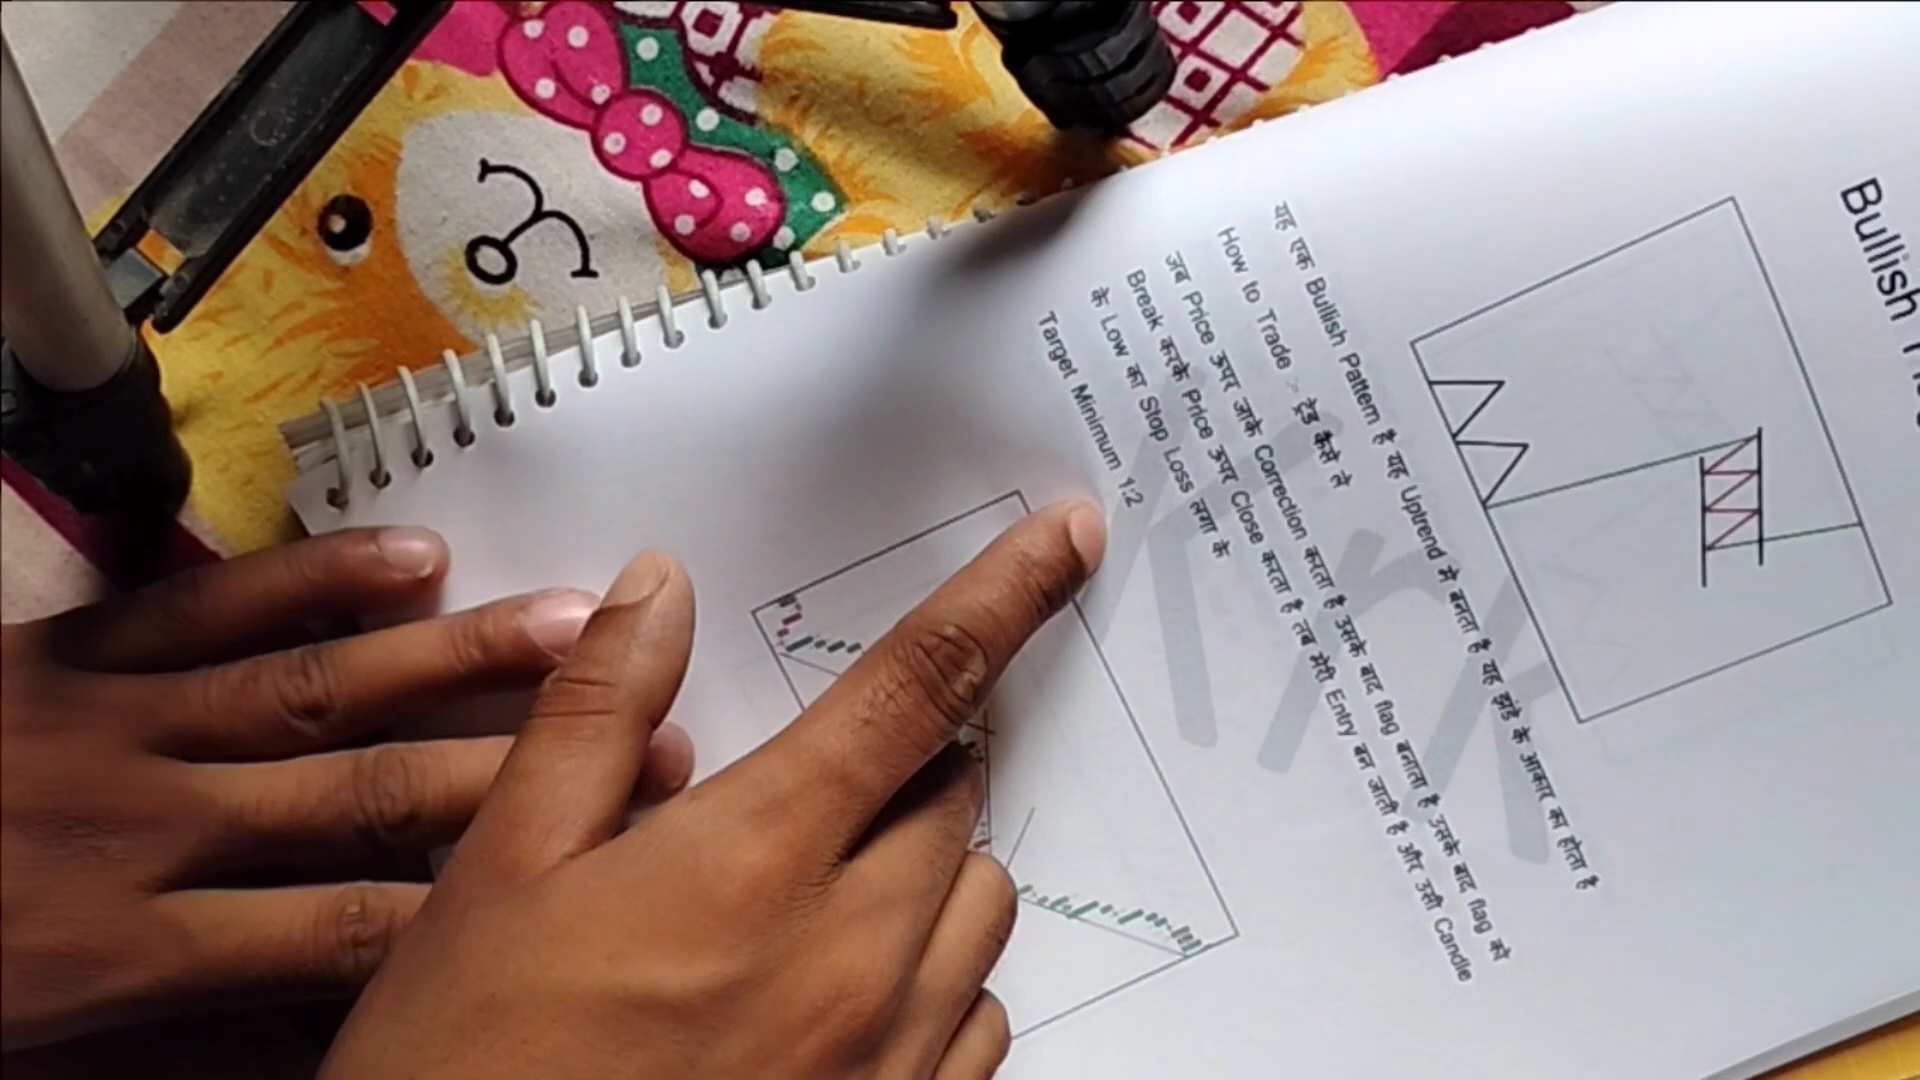 Bullish
यह एक Bullish Pattern है यह Uptrend मे बनता है यह झंडे के आकार का होता है
How to Trade :- ट्रेड कैसे ले
जब Price ऊपर जाके Correction करता है उसके बाद flag बनाता है उसके बाद flag को
Break करके Price ऊपर Close करता है तब मेरी Entry बन जाती है और उसी Candle
के Low का Stop Loss लगा के
Target Minimum 1:2